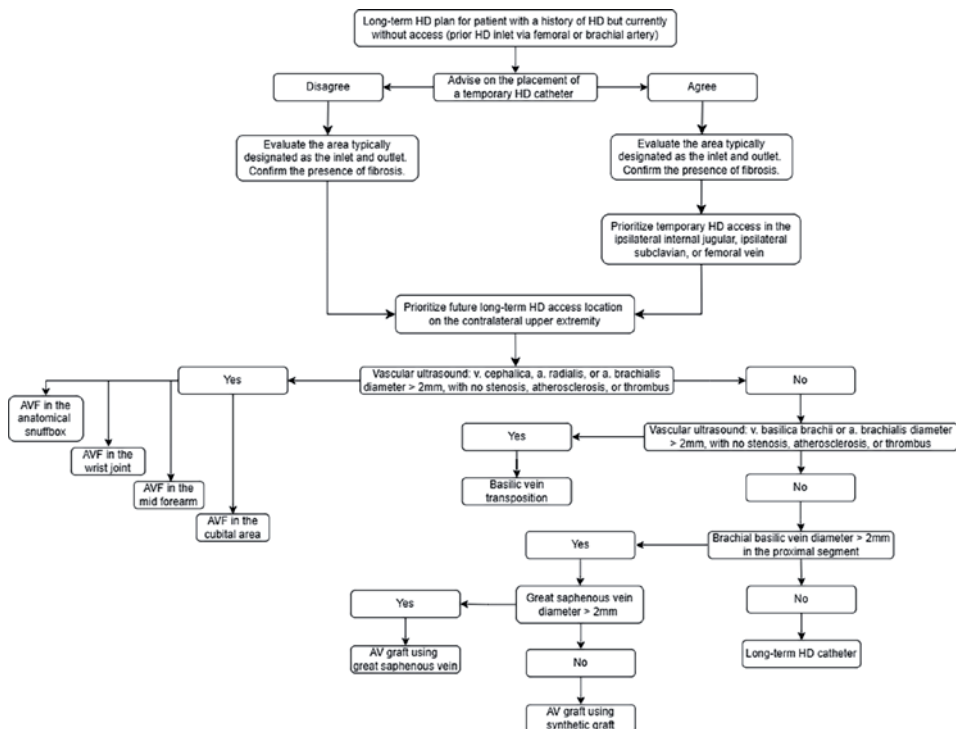 Long-term HD plan for patient with a history of HD but currently
without access (prior HD inlet via femoral or brachial artery)
Disagree
Advise on the placement of
a temporary HD catheter
Agree
Evaluate the area typically
designated as the inlet and outlet.
Confirm the presence of fibrosis.
Evaluate the area typically
designated as the inlet and outlet.
Confirm the presence of fibrosis.
Prioritize temporary HD access in the
ipsilateral internal jugular, ipsilateral
subclavian, or femoral vein
Prioritize future long-term HD access location
on the contralateral upper extremity
Yes
Vascular ultrasound: v. cephalica, a. radialis, or a. brachialis
diameter > 2mm, with no stenosis, atherosclerosis, or thrombus
No
AVF in the
anatomical
snuffbox
AVF in the
wrist joint
AVF in the
mid forearm
AVF in the
cubital area
Yes
Vascular ultrasound: v. basilica brachii or a. brachialis diameter
> 2mm, with no stenosis, atherosclerosis, or thrombus
Basilic vein
transposition
No
Yes
Brachial basilic vein diameter > 2mm
in the proximal segment
Yes
Great saphenous vein
diameter > 2mm
No
AV graft using
great saphenous vein
No
Long-term HD catheter
AV graft using
synthetic graft